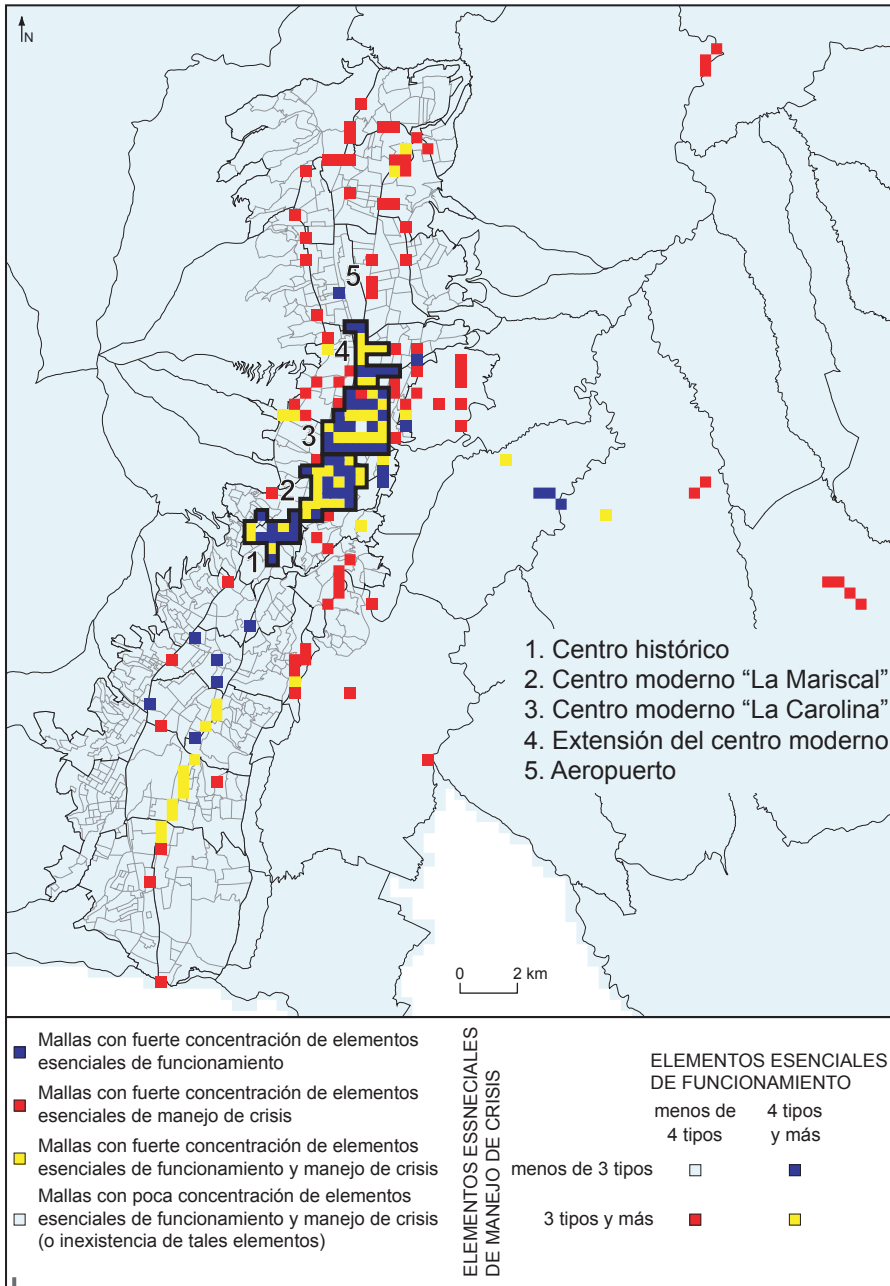 N
5
4
3
2
1
1. Centro histórico
2. Centro moderno “La Mariscal”
3. Centro moderno “La Carolina”
4. Extensión del centro moderno
5. Aeropuerto
0 2 km
Mallas con fuerte concentración de elementos
esenciales de funcionamiento
Mallas con fuerte concentración de elementos
esenciales de manejo de crisis
Mallas con fuerte concentración de elementos
esenciales de funcionamiento y manejo de crisis
Mallas con poca concentración de elementos
esenciales de funcionamiento y manejo de crisis
(o inexistencia de tales elementos)
ELEMENTOS ESSNECIALES
DE MANEJO DE CRISIS
ELEMENTOS ESENCIALES
DE FUNCIONAMIENTO
menos de
4 tipos
4 tipos
y más
menos de 3 tipos
3 tipos y más